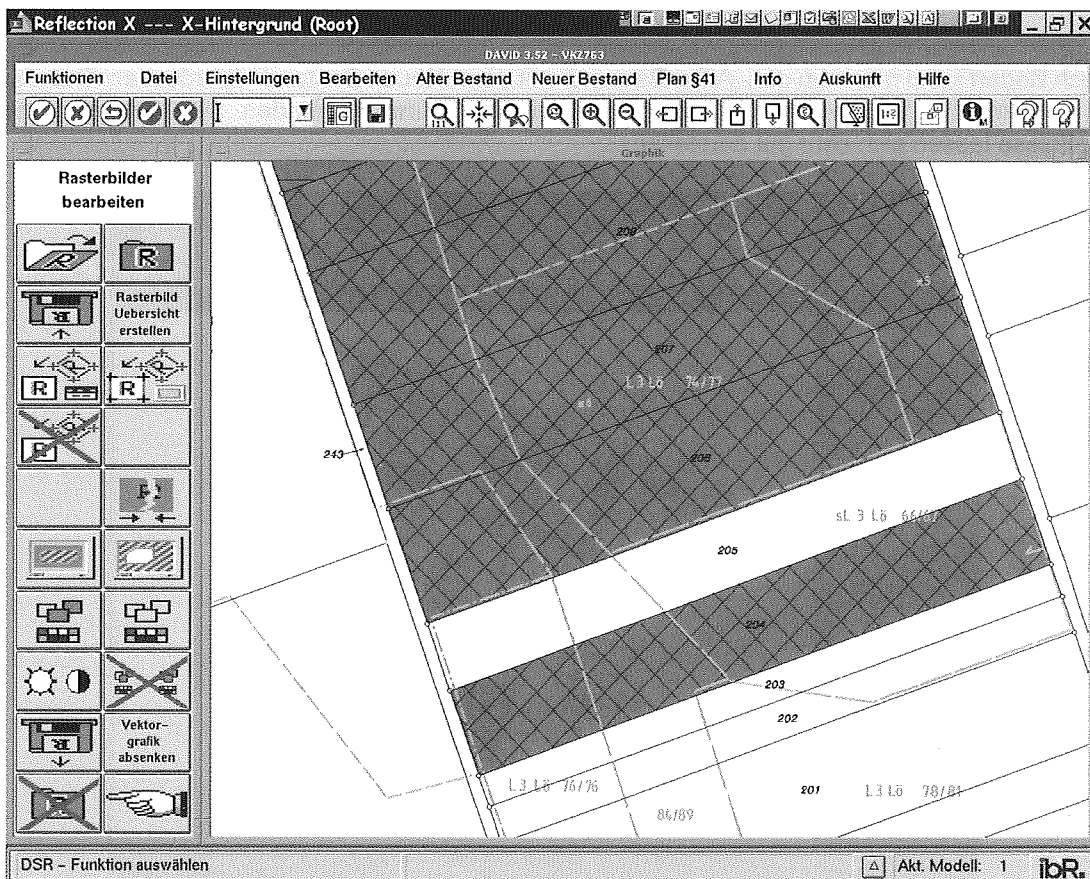 Reflection X --- X-Hintergrund (Root)
DAVID 3.52 - VKZ763
Funktionen Datei Einstellungen Bearbeiten Alter Bestand Neuer Bestand Plan §41 Info Auskunft Hilfe
Graphik
Rasterbilder
bearbeiten
Rasterbild
Uebersicht
erstellen
Vektor-
grafik
absenken
207
L 3 Lö 74/77
243
206
sL 3 Lö
205
204
203
202
L 3 Lö 76/76
201
L 3 Lö 78/81
84/89
DSR - Funktion auswählen
Akt. Modell: 1
ibR.